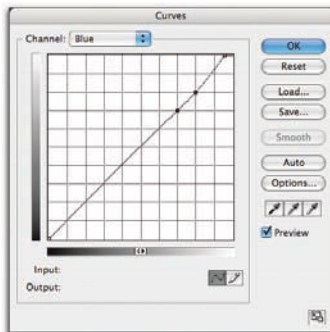 Curves
Channel: Blue
OK
Reset
Load...
Save...
Smooth
Auto
Options...
Preview
Input:
Output: